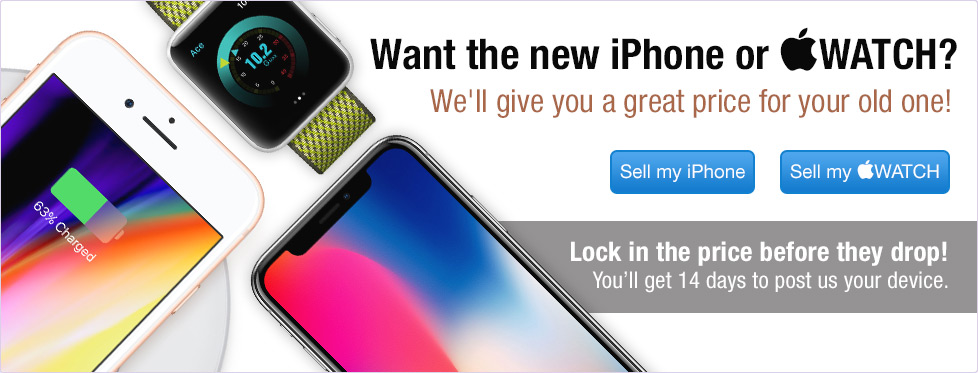 Want the new iPhone or WATCH?
We'll give you a great price for your old one!
Sell my iPhone
Sell my WATCH
Lock in the price before they drop!
You'll get 14 days to post us your device.
63% Charged
Ace
10.2